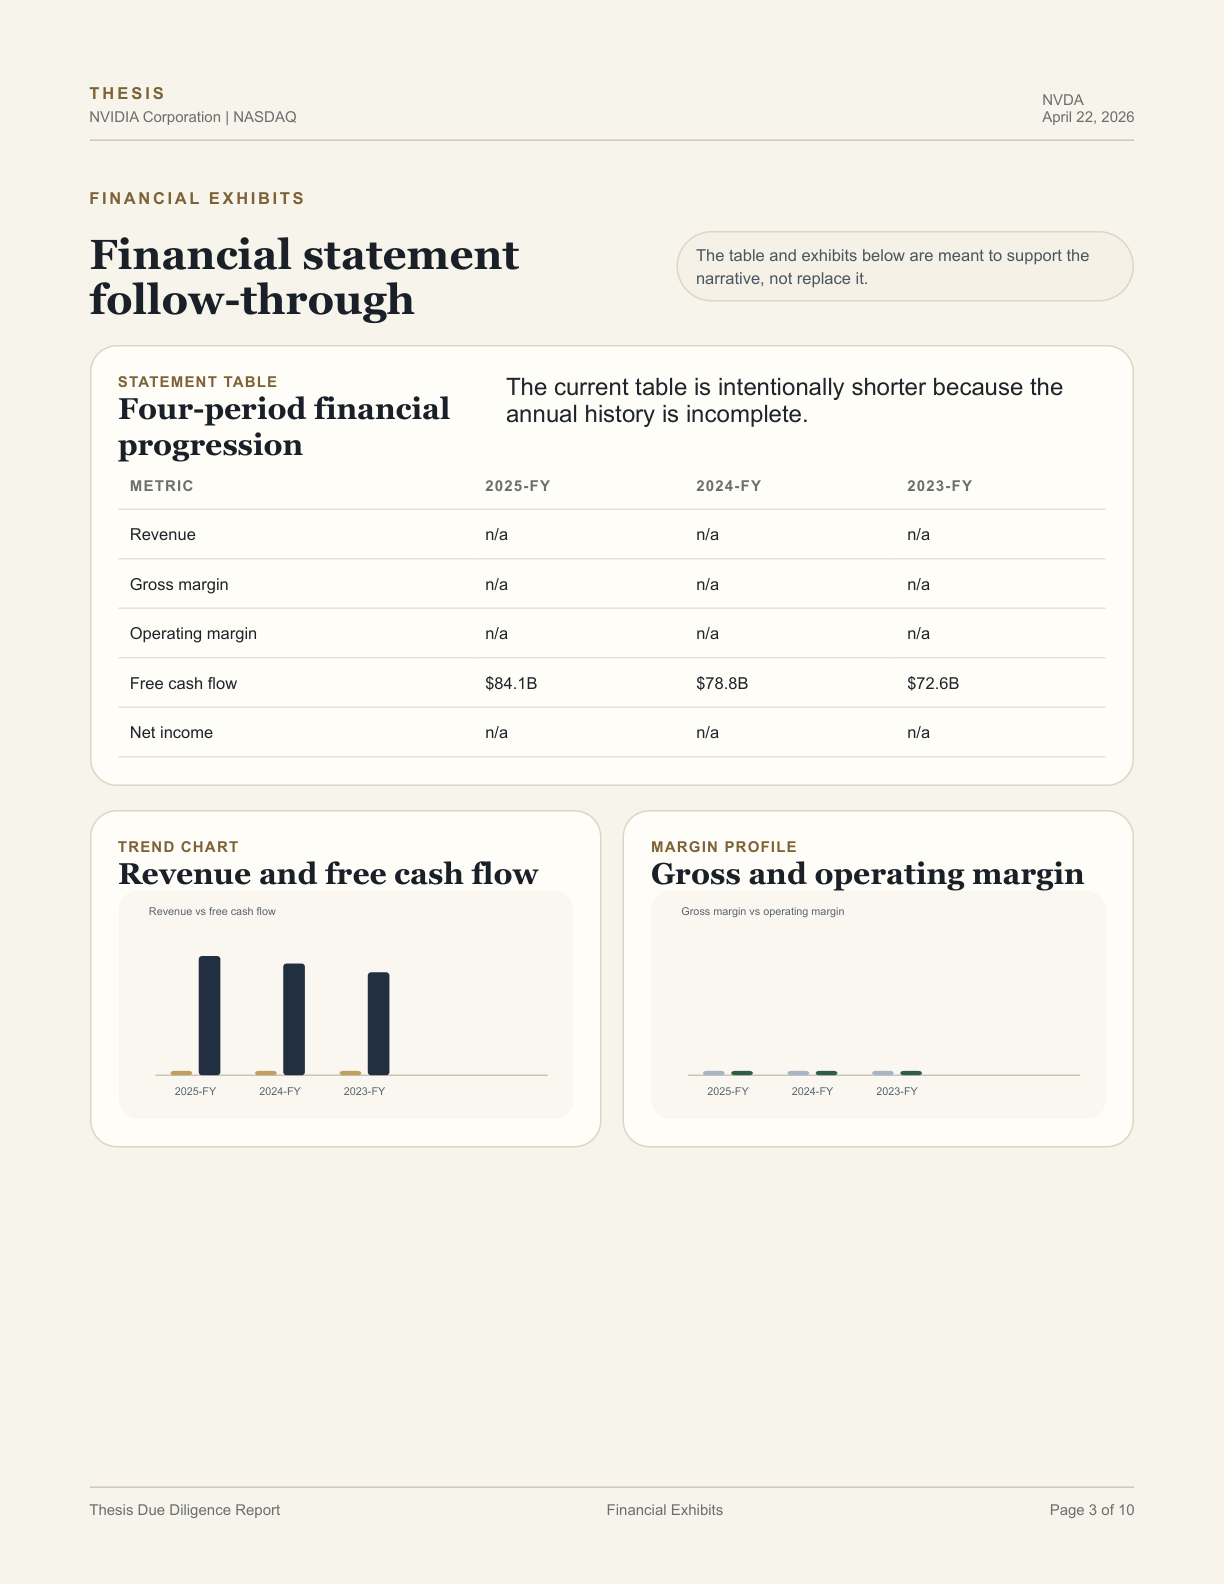 THESIS
NVIDIA Corporation | NASDAQ
NVDA
April 22, 2026
FINANCIAL EXHIBITS
Financial statement
follow-through
The table and exhibits below are meant to support the
narrative, not replace it.
STATEMENT TABLE
Four-period financial
progression
The current table is intentionally shorter because the
annual history is incomplete.
METRIC 2025-FY 2024-FY 2023-FY
Revenue n/a n/a n/a
Gross margin n/a n/a n/a
Operating margin n/a n/a n/a
Free cash flow $84.1B $78.8B $72.6B
Net income n/a n/a n/a
TREND CHART
Revenue and free cash flow
Revenue vs free cash flow
2025-FY 2024-FY 2023-FY
MARGIN PROFILE
Gross and operating margin
Gross margin vs operating margin
2025-FY 2024-FY 2023-FY
Thesis Due Diligence Report Financial Exhibits Page 3 of 10